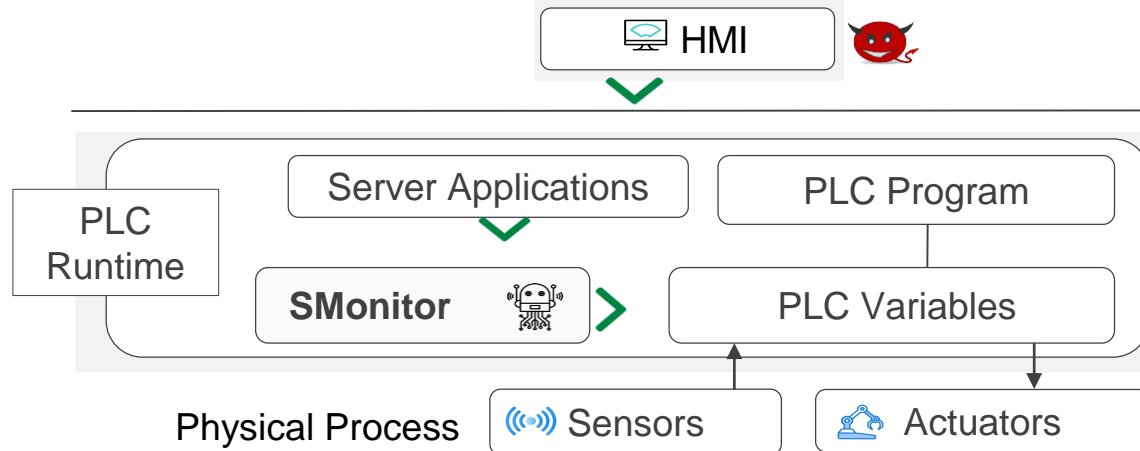 HMI
Server Applications
PLC Program
PLC
Runtime
SMonitor
PLC Variables
Physical Process
Sensors
Actuators